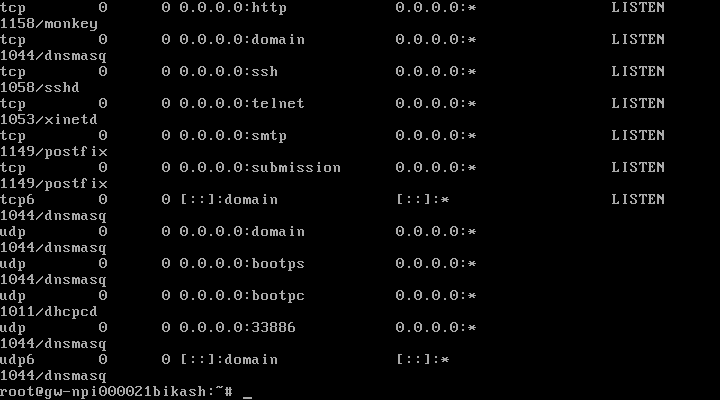 tcp 0 0 0.0.0.0:http 0.0.0.0:* LISTEN
1158/monkey
tcp 0 0 0.0.0.0:domain 0.0.0.0:* LISTEN
1044/dnsmasq
tcp 0 0 0.0.0.0:ssh 0.0.0.0:* LISTEN
1058/sshd
tcp 0 0 0.0.0.0:telnet 0.0.0.0:* LISTEN
1053/xinetd
tcp 0 0 0.0.0.0:smtp 0.0.0.0:* LISTEN
1149/postfix
tcp 0 0 0.0.0.0:submission 0.0.0.0:* LISTEN
1149/postfix
tcp6 0 0 [::]:domain [::]:* LISTEN
1044/dnsmasq
udp 0 0 0.0.0.0:domain 0.0.0.0:*
1044/dnsmasq
udp 0 0 0.0.0.0:bootps 0.0.0.0:*
1044/dnsmasq
udp 0 0 0.0.0.0:bootpc 0.0.0.0:*
1011/dhcpcd
udp 0 0 0.0.0.0:33886 0.0.0.0:*
1044/dnsmasq
udp6 0 0 [::]:domain [::]:*
1044/dnsmasq
root@gw-npi000021bikash:~# _